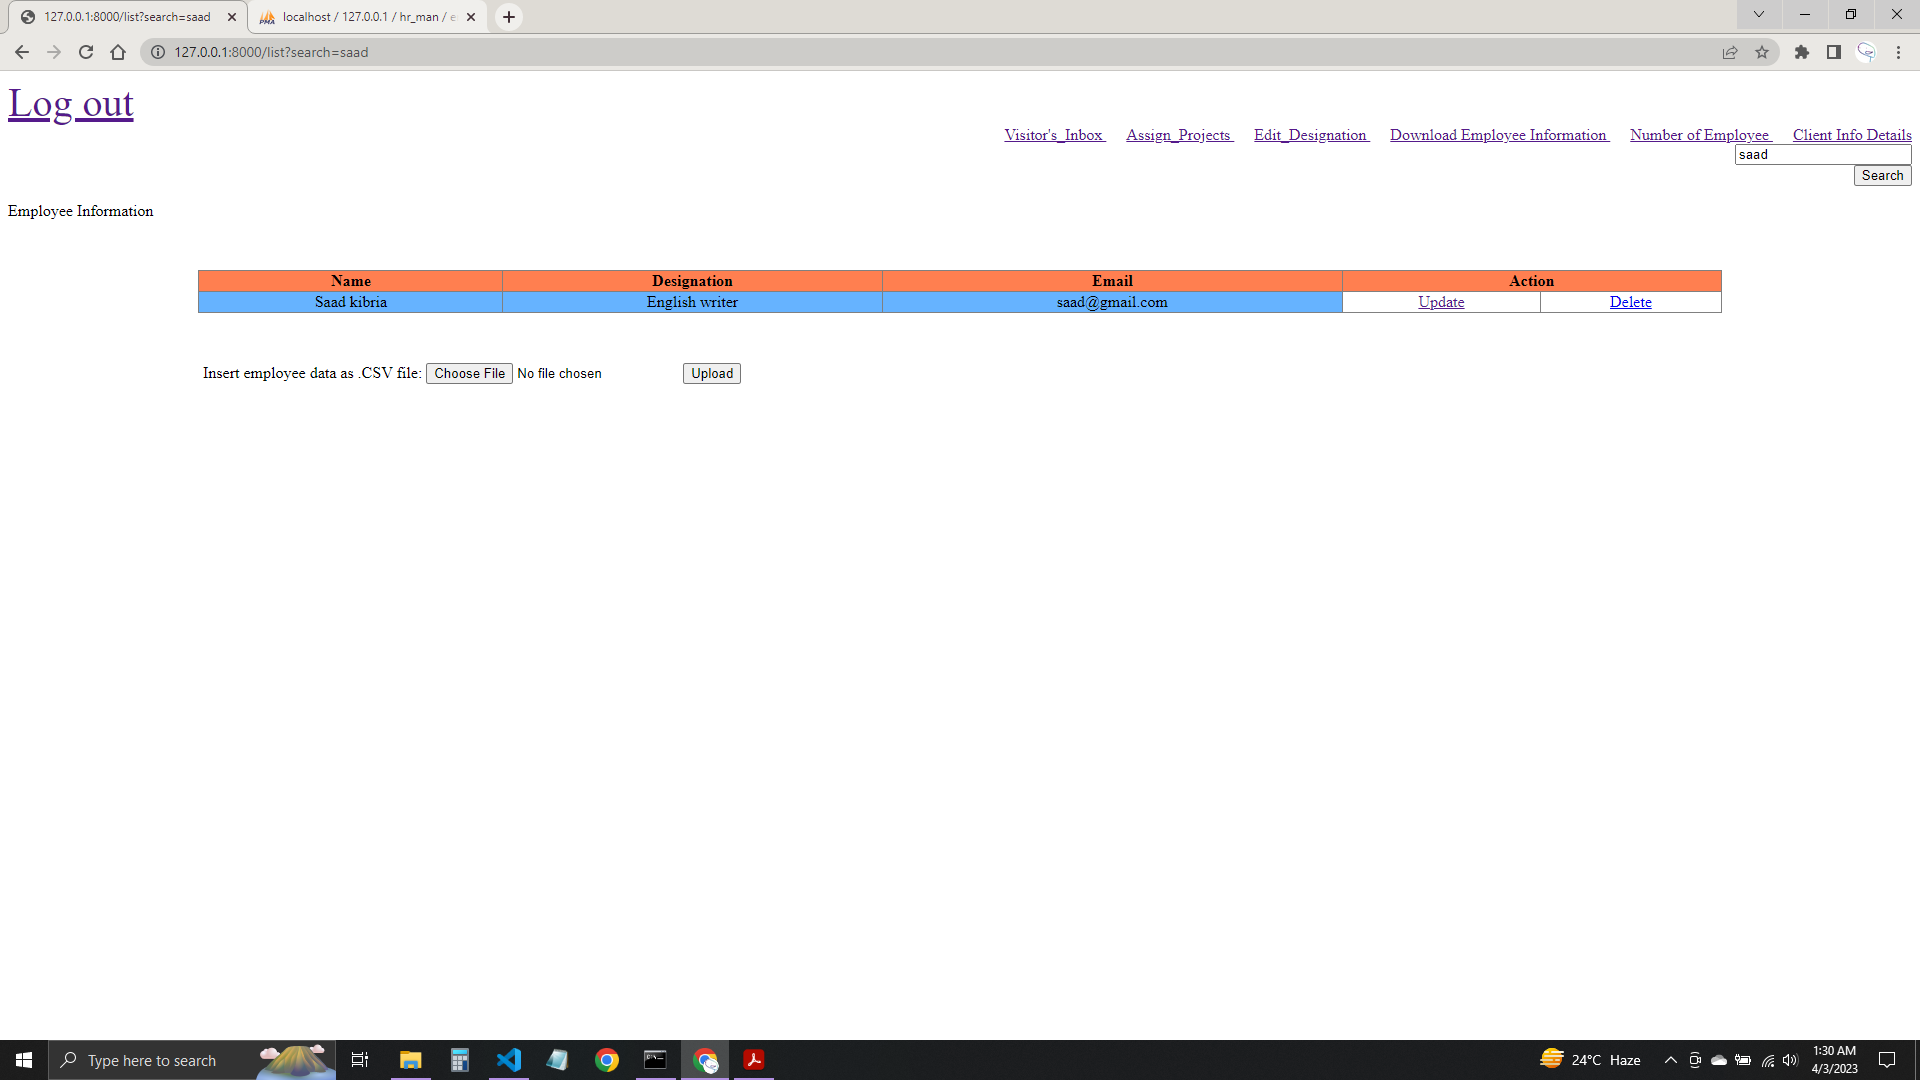 127.0.0.1:8000/list?search=saad
localhost / 127.0.0.1 / hr_man / e
127.0.0.1:8000/list?search=saad
Log out
Visitor's_Inbox Assign_Projects Edit_Designation Download Employee Information Number of Employee Client Info Details
saad
Search
Employee Information
Name Designation Email Action
Saad kibria English writer saad@gmail.com Update Delete
Insert employee data as .CSV file: Choose File No file chosen Upload
Type here to search
24°C Haze
1:30 AM
4/3/2023